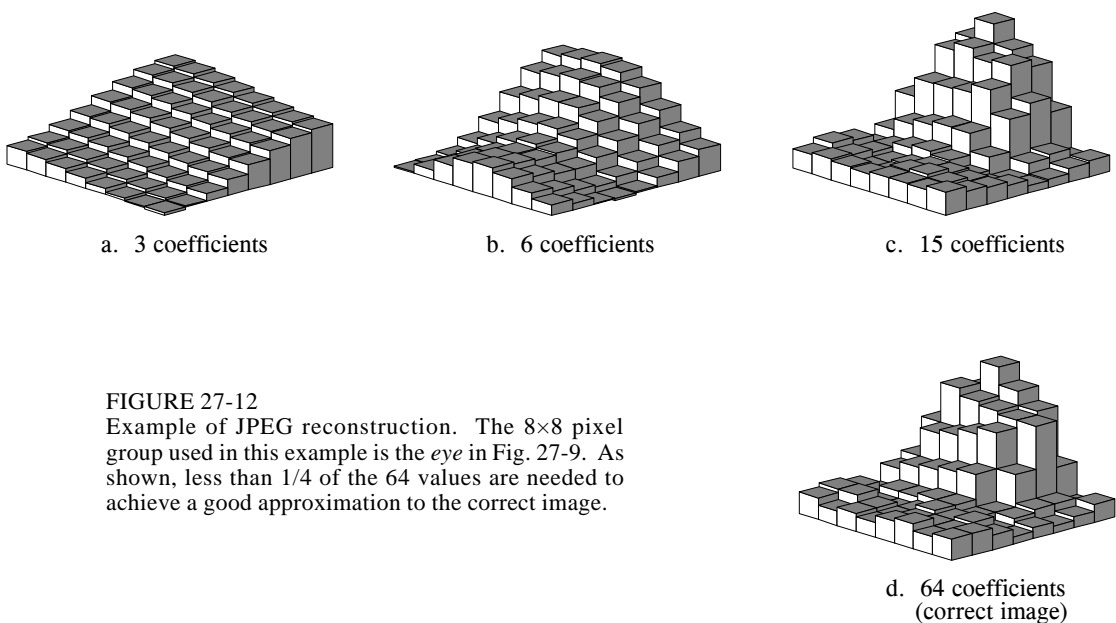 a. 3 coefficients
b. 6 coefficients
c. 15 coefficients
FIGURE 27-12
Example of JPEG reconstruction. The 8×8 pixel
group used in this example is the eye in Fig. 27-9. As
shown, less than 1/4 of the 64 values are needed to
achieve a good approximation to the correct image.
d. 64 coefficients
(correct image)